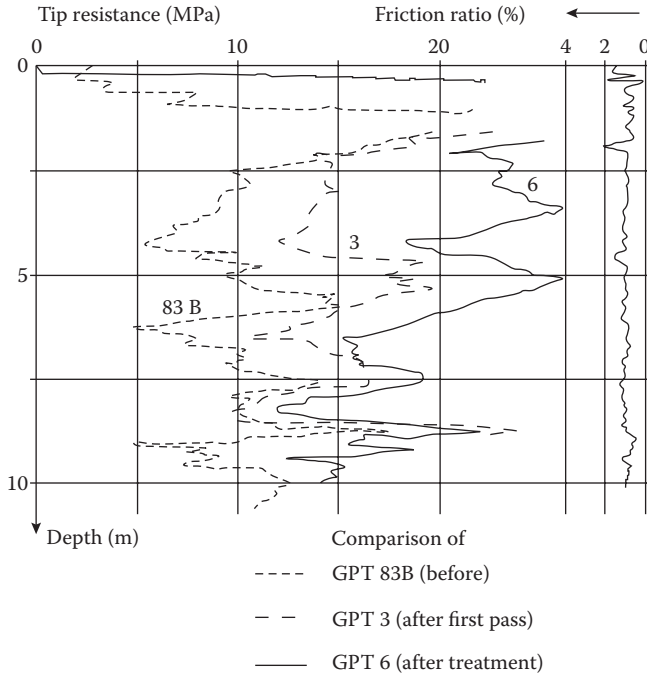 Tip resistance (MPa) Friction ratio (%)
0 10 20 4 2 0
0
6
3
5
83 B
10
Depth (m)
Comparison of
GPT 83B (before)
GPT 3 (after first pass)
GPT 6 (after treatment)